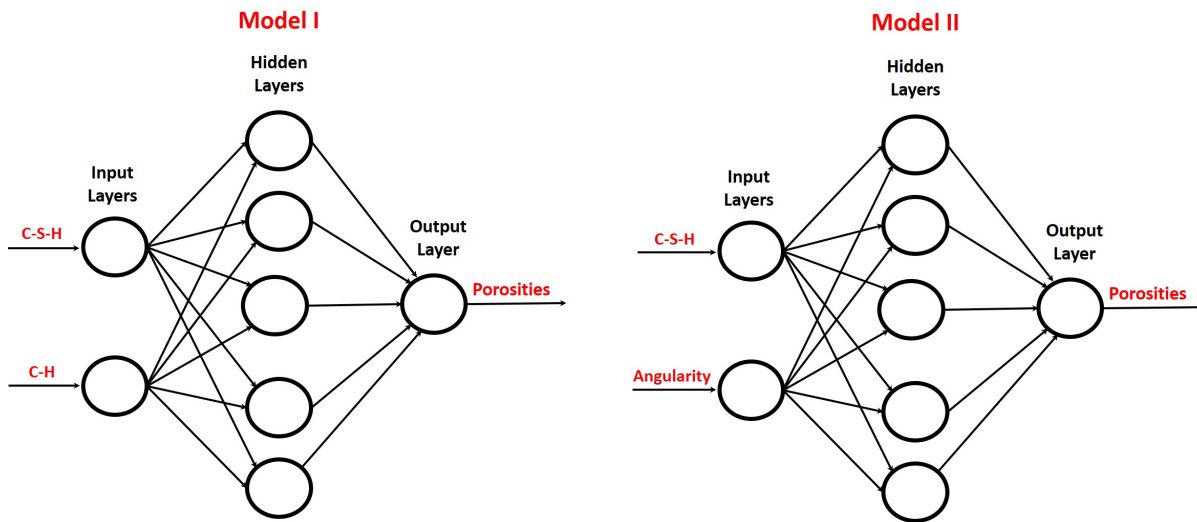 Model I
Hidden
Layers
Input
Layers
C-S-H
Output
Layer
Porosities
C-H
Model II
Hidden
Layers
Input
Layers
C-S-H
Output
Layer
Porosities
Angularity